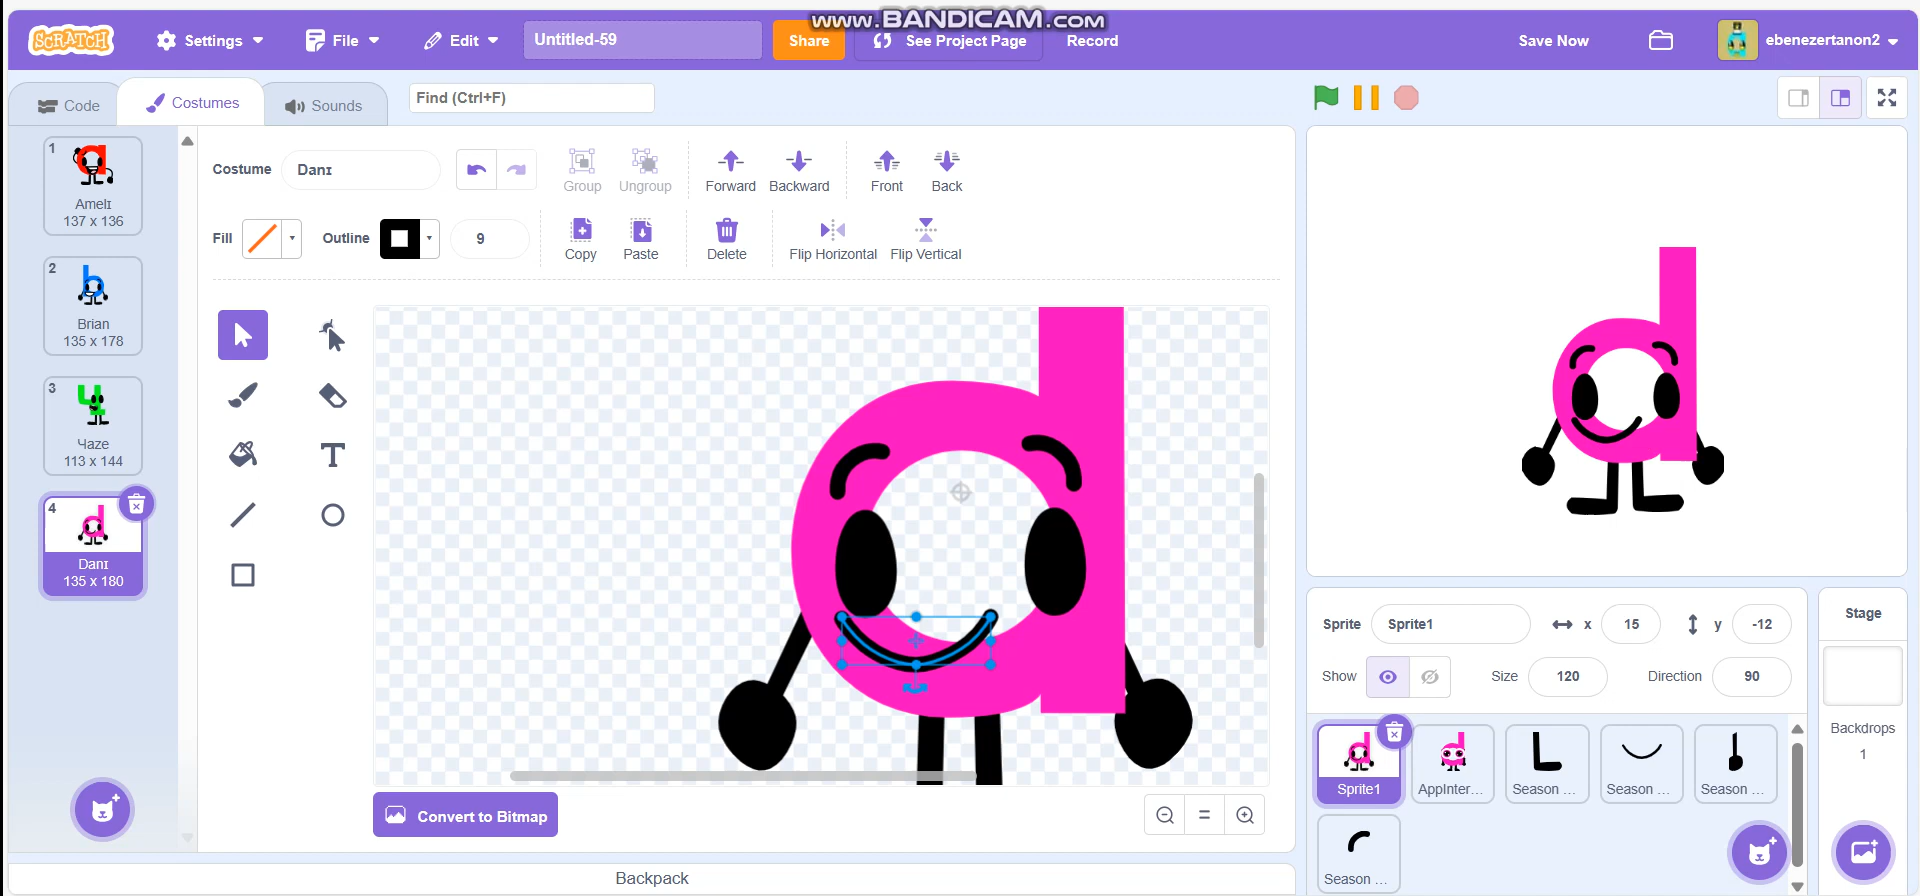 www.BANDICAM.com
SCRATCH
Settings
File
Edit
Untitled-59
Share
See Project Page
Record
Save Now
ebenezertanon2
Code
Costumes
Sounds
Find (Ctrl+F)
1
Amelɪ
137 x 136
2
Brian
135 x 178
3
Чaze
113 x 144
4
Danɪ
135 x 180
Costume
Danɪ
Group
Ungroup
Forward
Backward
Front
Back
Fill
Outline
9
Copy
Paste
Delete
Flip Horizontal
Flip Vertical
T
Convert to Bitmap
Backpack
Sprite
Sprite1
x
15
y
-12
Show
Size
120
Direction
90
Sprite1
AppInter...
Season ...
Season ...
Season ...
Season ...
Stage
Backdrops
1